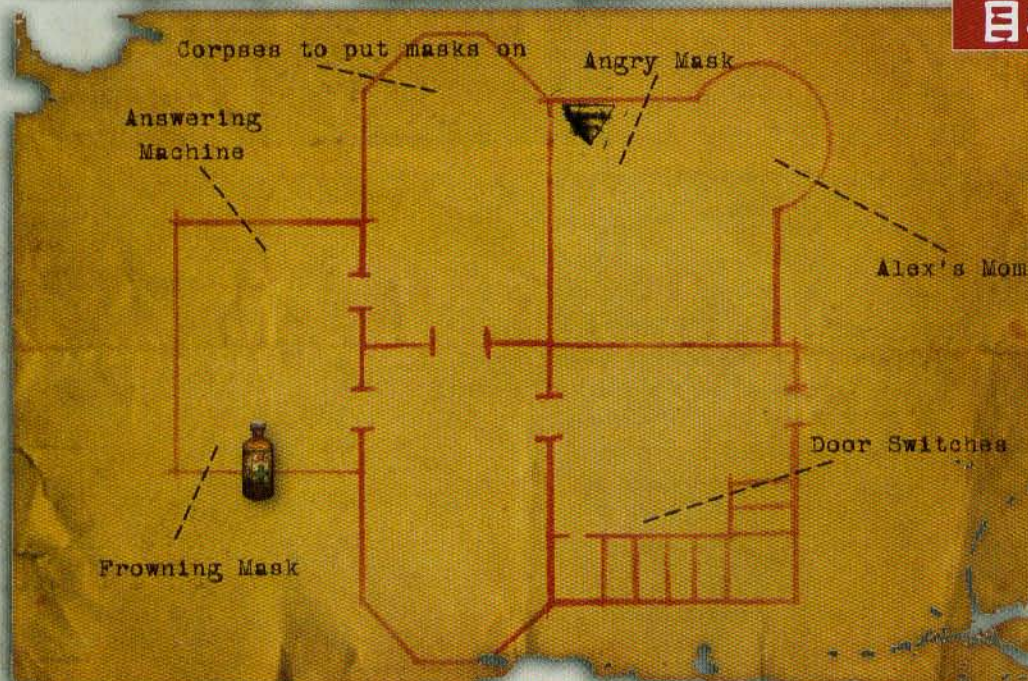 Corpses to put masks on
Angry Mask
Answering
Machine
Alex's Mom
Door Switches
Frowning Mask